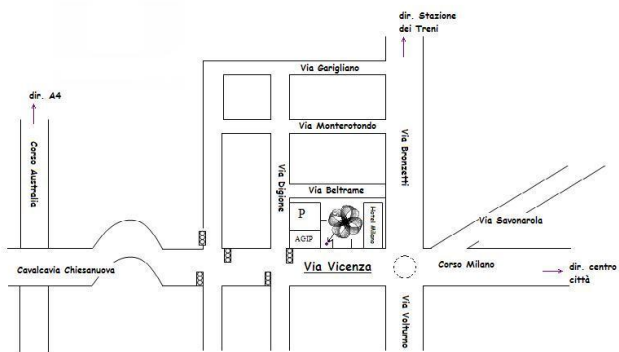 dir. Stazione
dei Treni
Via Garigliano
dir. A4
Via Monterotondo
Corso Australia
Via Bronzetti
Via Digione
Via Beltrame
P
Hotel Milano
AGIP
Via Savonarola
Cavalcavia Chiesanuova
Via Vicenza
Corso Milano
dir. centro
città
Via Volturno